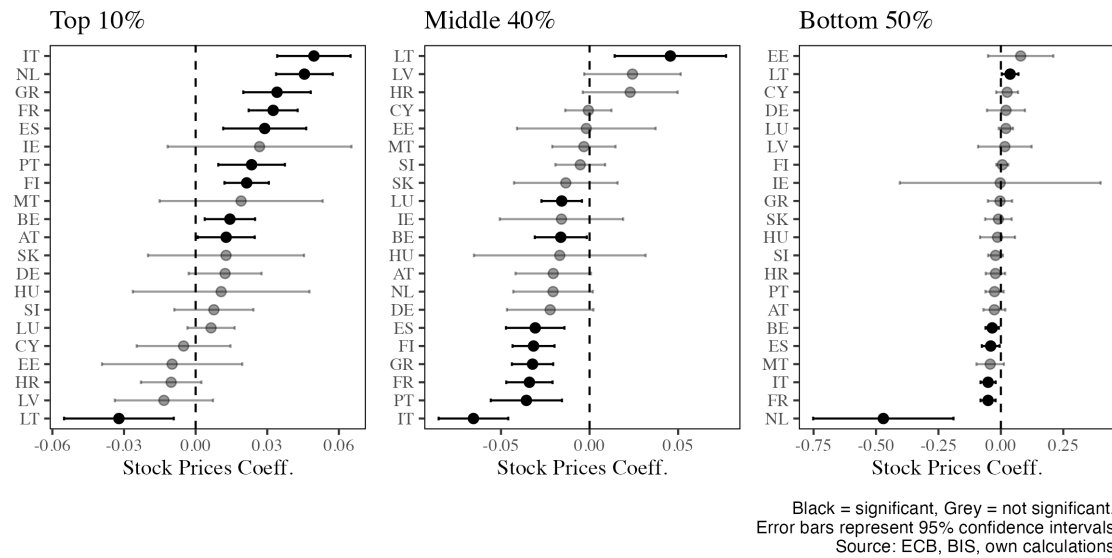 Top 10%
IT
NL
GR
FR
ES
IE
PT
FI
MT
BE
AT
SK
DE
HU
SI
LU
CY
EE
HR
LV
LT
-0.06
-0.03
0.00
0.03
0.06
Stock Prices Coeff.
Middle 40%
LT
LV
HR
CY
EE
MT
SI
SK
LU
IE
BE
HU
AT
NL
DE
ES
FI
GR
FR
PT
IT
-0.05
0.00
0.05
Stock Prices Coeff.
Bottom 50%
EE
LT
CY
DE
LU
LV
FI
IE
GR
SK
HU
SI
HR
PT
AT
BE
ES
MT
IT
FR
NL
-0.75
-0.50
-0.25
0.00
0.25
Stock Prices Coeff.
Black = significant, Grey = not significant.
Error bars represent 95% confidence intervals
Source: ECB, BIS, own calculations